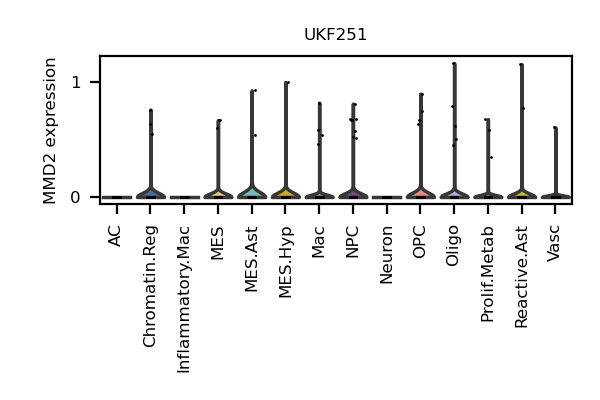 UKF251
MMD2 expression
1
0
AC
Chromatin.Reg
Inflammatory.Mac
MES
MES.Ast
MES.Hyp
Mac
NPC
Neuron
OPC
Oligo
Prolif.Metab
Reactive.Ast
Vasc